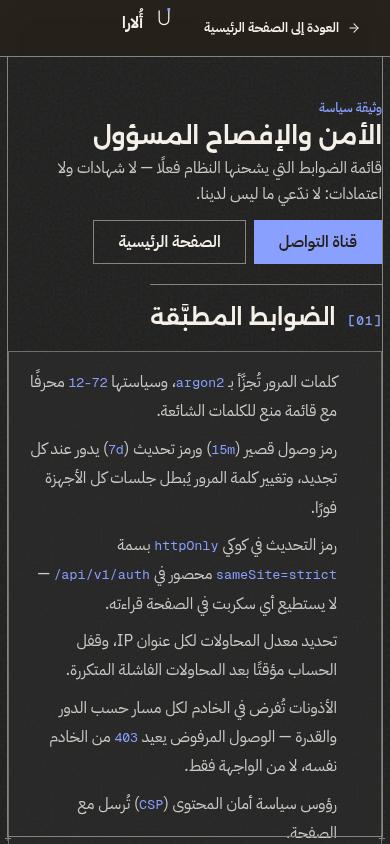 العودة إلى الصفحة الرئيسية →
أُلارا
وثيقة سياسة
الأمن والإفصاح المسؤول
قائمة الضوابط التي يشحنها النظام فعلًا — لا شهادات ولا
اعتمادات: لا ندّعي ما ليس لدينا.
قناة التواصل
الصفحة الرئيسية
[01] الضوابط المطبَّقة
كلمات المرور تُجزَّأ بـ argon2، وسياستها 12-72 محرفًا
مع قائمة منع للكلمات الشائعة.
رمز وصول قصير (15m) ورمز تحديث (7d) يدور عند كل
تجديد، وتغيير كلمة المرور يُبطل جلسات كل الأجهزة
فورًا.
رمز التحديث في كوكي httpOnly بسمة
sameSite=strict محصور في /api/v1/auth —
لا يستطيع أي سكربت في الصفحة قراءته.
تحديد معدل المحاولات لكل عنوان IP، وقفل
الحساب مؤقتًا بعد المحاولات الفاشلة المتكررة.
الأذونات تُفرض في الخادم لكل مسار حسب الدور
والقدرة — الوصول المرفوض يعيد 403 من الخادم
نفسه، لا من الواجهة فقط.
رؤوس سياسة أمان المحتوى (CSP) تُرسل مع
الصفحة.